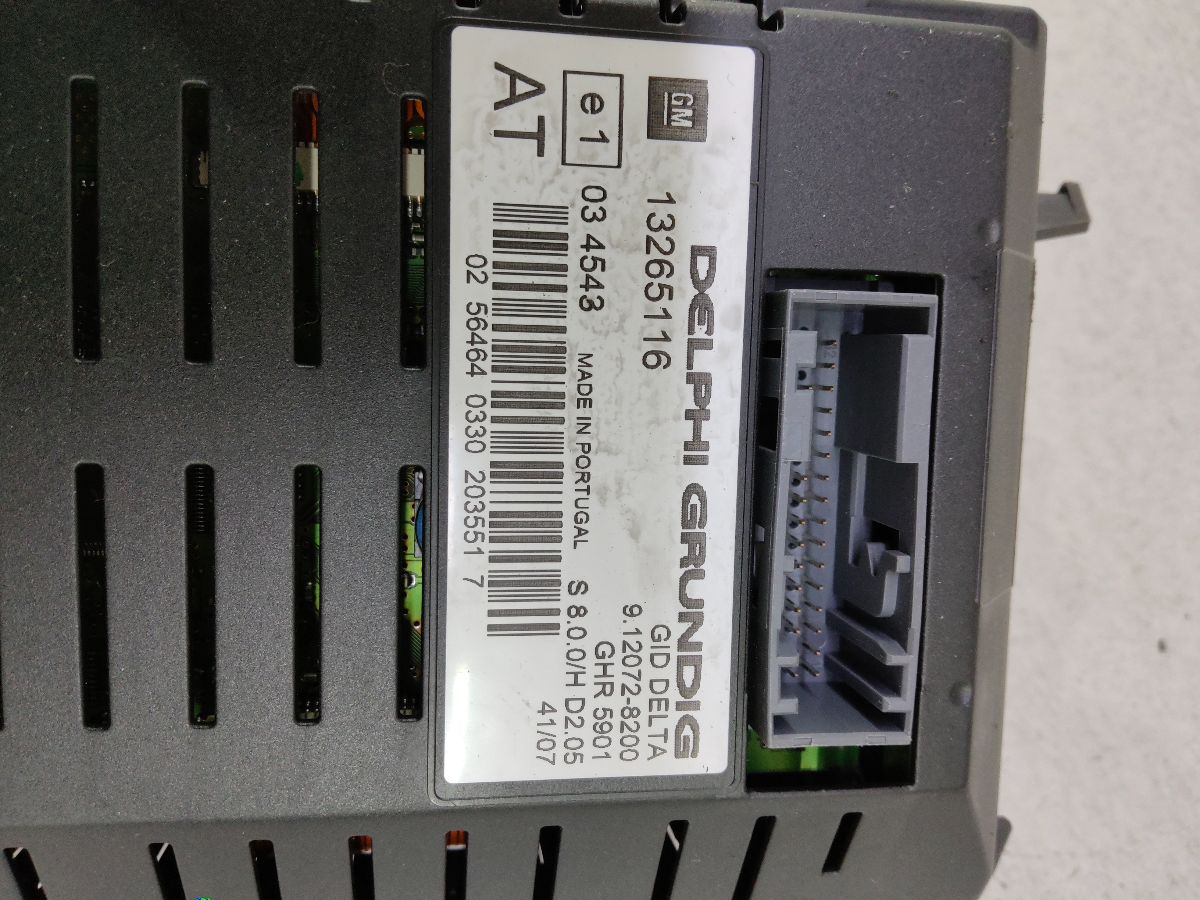 GM
DELPHI GRUNDIG
13265116
GID DELTA
9.12072-8200
e1
03 4543
MADE IN PORTUGAL
GHR 5901
S 8.0.0/H D2.05
AT
41/07
02 56464 0330 203551 7